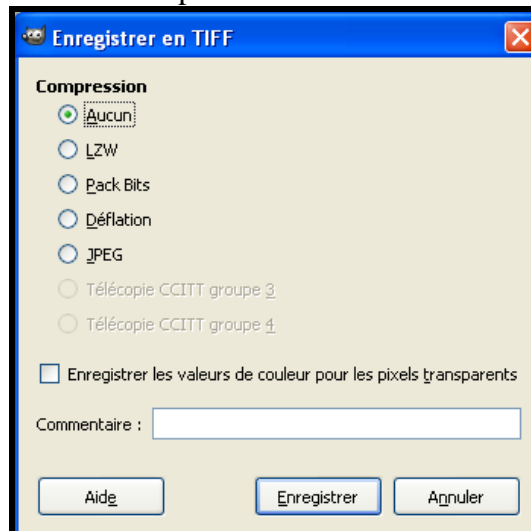 Enregistrer en TIFF
Compression
Aucun
LZW
Pack Bits
Déflation
JPEG
Télécopie CCITT groupe 3
Télécopie CCITT groupe 4
Enregistrer les valeurs de couleur pour les pixels transparents
Commentaire :
Aide Enregistrer Annuler